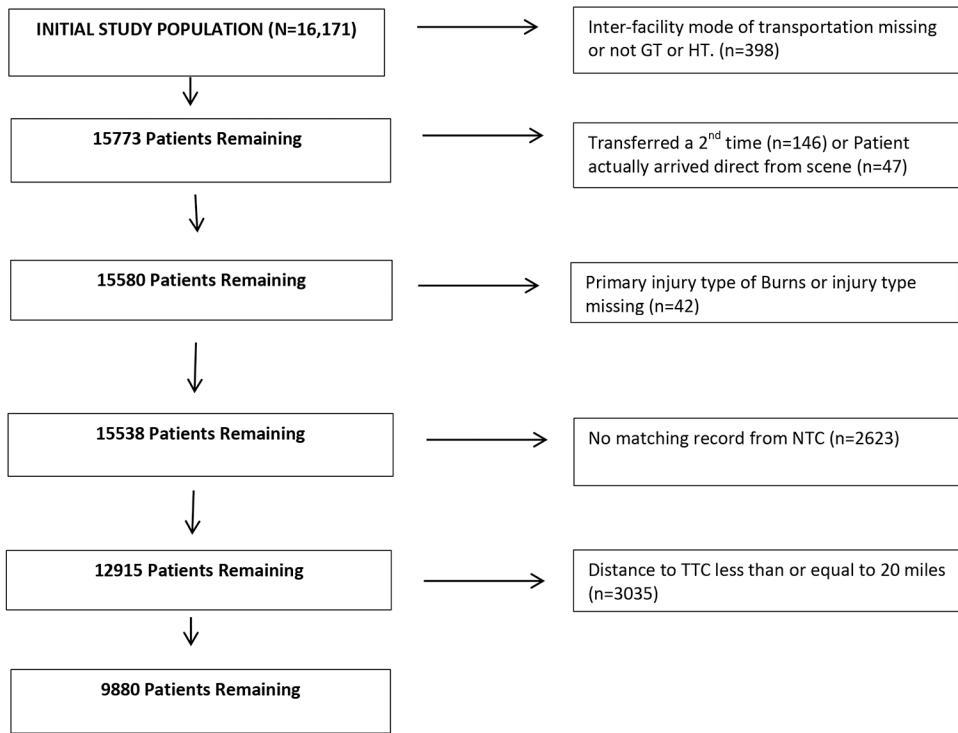 INITIAL STUDY POPULATION (N=16,171)
Inter-facility mode of transportation missing
or not GT or HT. (n=398)
15773 Patients Remaining
Transferred a 2nd time (n=146) or Patient
actually arrived direct from scene (n=47)
15580 Patients Remaining
Primary injury type of Burns or injury type
missing (n=42)
15538 Patients Remaining
No matching record from NTC (n=2623)
12915 Patients Remaining
Distance to TTC less than or equal to 20 miles
(n=3035)
9880 Patients Remaining